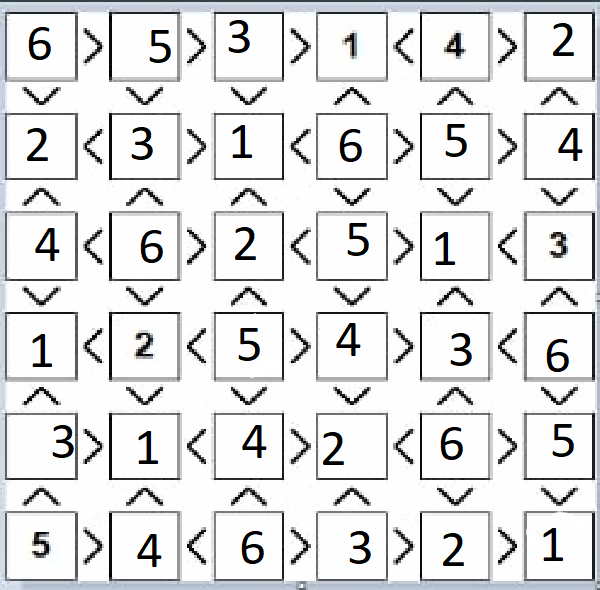 6 > 5 > 3 > 1 < 4 > 2
∨ ∨ ∨ ∧ ∧ ∧
2 < 3 > 1 < 6 > 5 > 4
∧ ∧ ∧ ∨ ∨ ∨
4 < 6 > 2 < 5 > 1 < 3
∨ ∨ ∧ ∨ ∧ ∧
1 < 2 < 5 > 4 > 3 < 6
∧ ∨ ∨ ∨ ∧ ∨
3 > 1 < 4 > 2 < 6 > 5
∧ ∧ ∧ ∧ ∨ ∨
5 > 4 < 6 > 3 > 2 > 1